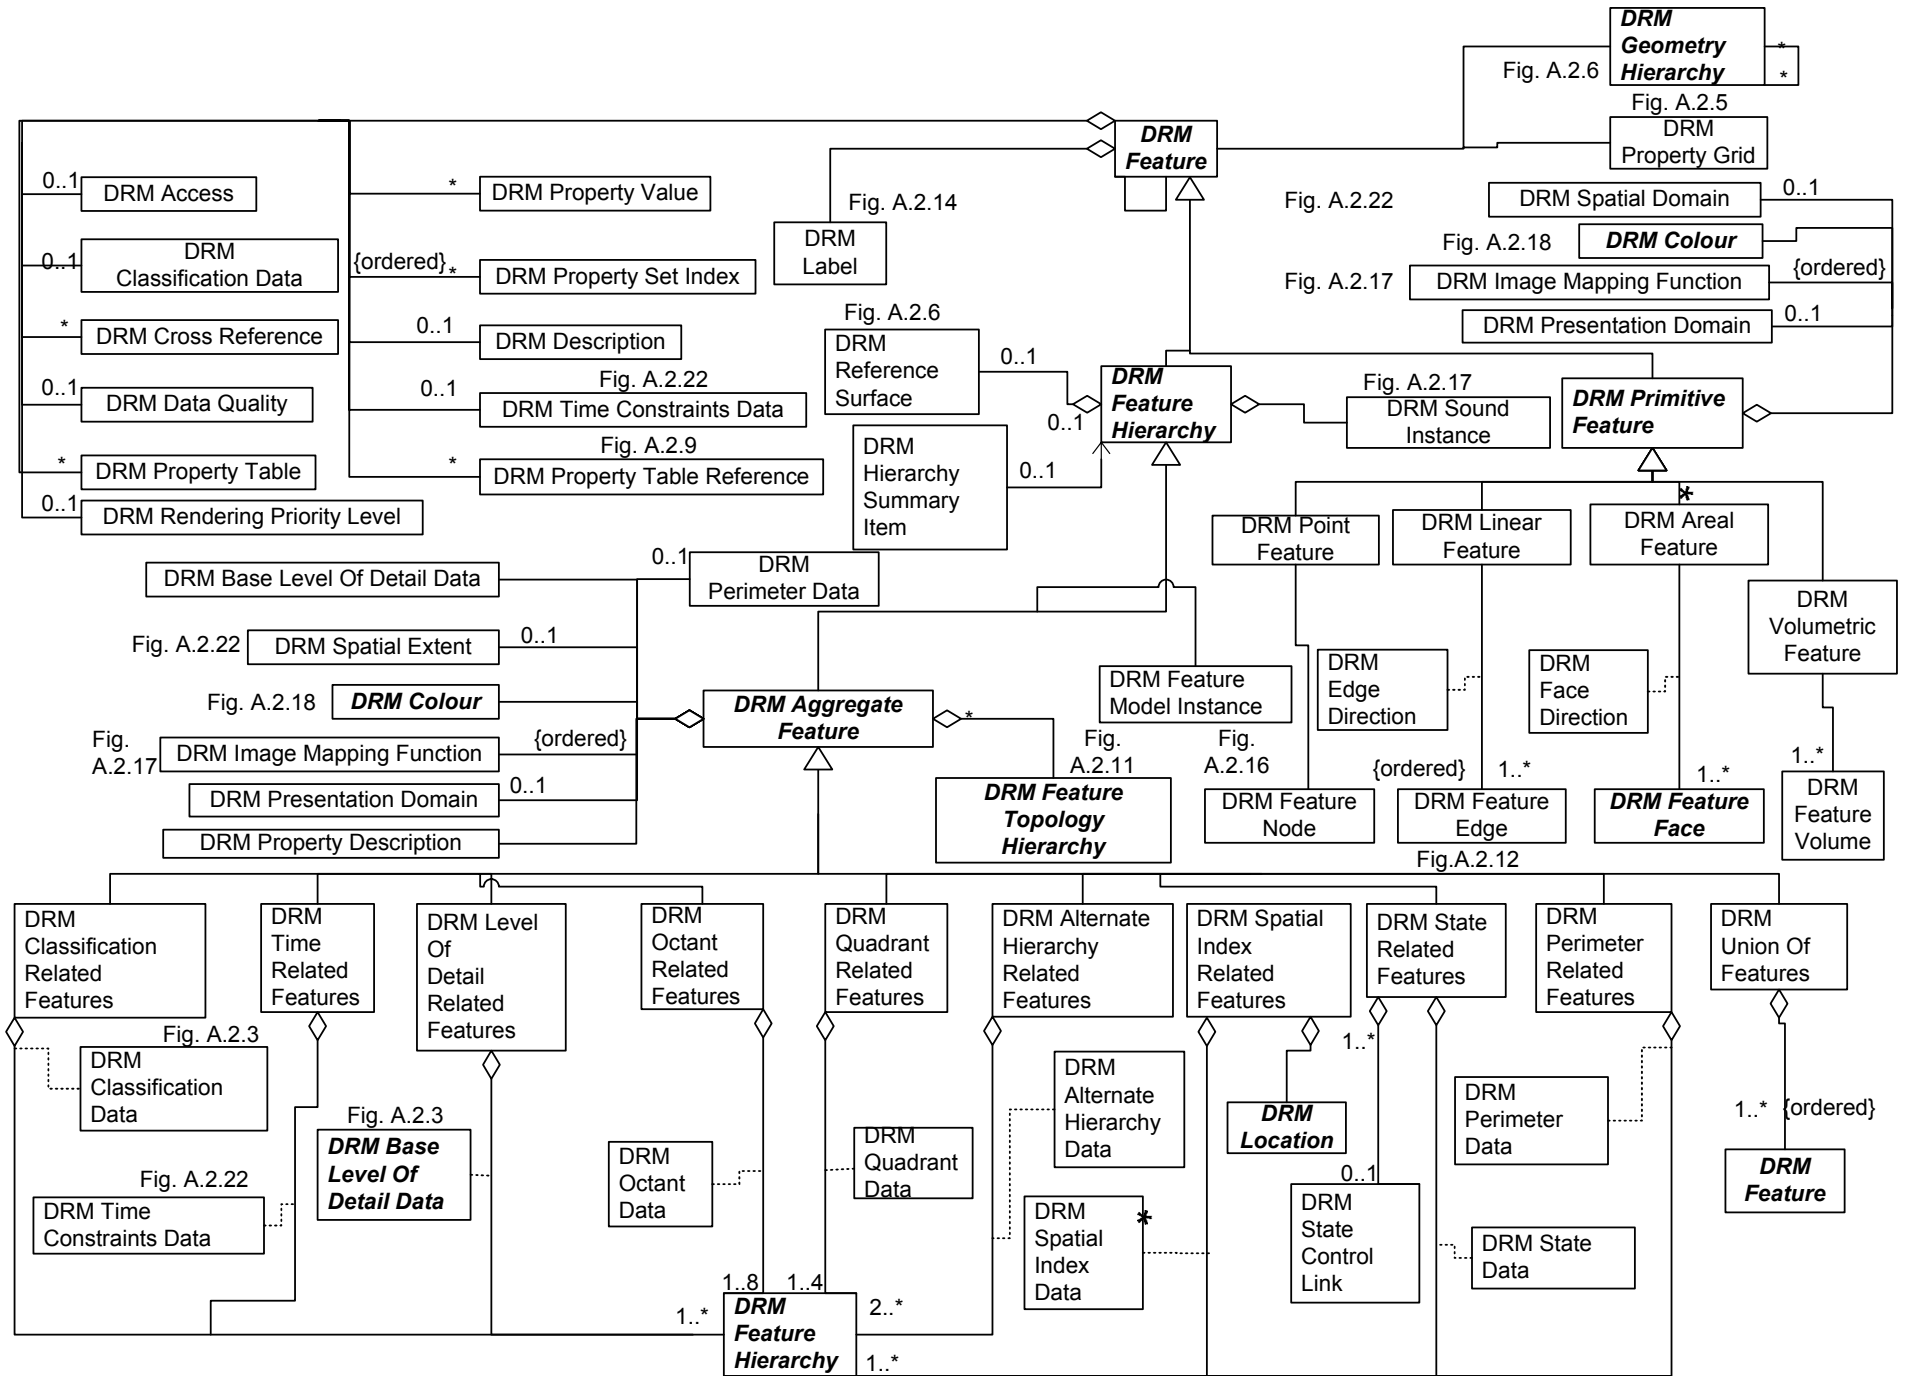 DRM
Geometry
Hierarchy
*
*
Fig. A.2.6
Fig. A.2.5
DRM
Property Grid
DRM
Feature
0..1
DRM Access
*
DRM Property Value
Fig. A.2.14
DRM
Label
Fig. A.2.22
DRM Spatial Domain
0..1
Fig. A.2.18
DRM Colour
Fig. A.2.17
DRM Image Mapping Function
{ordered}
DRM Presentation Domain
0..1
0..1
DRM
Classification Data
{ordered}
*
DRM Property Set Index
*
DRM Cross Reference
0..1
DRM Description
Fig. A.2.6
DRM
Reference
Surface
0..1
DRM
Feature
Hierarchy
0..1
Fig. A.2.17
DRM Sound
Instance
DRM Primitive
Feature
0..1
DRM Data Quality
0..1
Fig. A.2.22
DRM Time Constraints Data
*
DRM Property Table
Fig. A.2.9
*
DRM Property Table Reference
0..1
DRM Rendering Priority Level
DRM
Hierarchy
Summary
Item
0..1
*
DRM Point
Feature
DRM Linear
Feature
DRM Areal
Feature
DRM
Volumetric
Feature
0..1
DRM
Perimeter Data
DRM Base Level Of Detail Data
Fig. A.2.22
DRM Spatial Extent
0..1
Fig. A.2.18
DRM Colour
Fig.
A.2.17
DRM Image Mapping Function
{ordered}
DRM Presentation Domain
0..1
DRM Property Description
DRM Aggregate
Feature
*
DRM Feature
Model Instance
Fig.
A.2.11
DRM Feature
Topology
Hierarchy
Fig.
A.2.16
DRM Feature
Node
DRM
Edge
Direction
{ordered}
1..*
DRM Feature
Edge
Fig.A.2.12
DRM
Face
Direction
1..*
DRM Feature
Face
1..*
DRM
Feature
Volume
DRM
Classification
Related
Features
DRM
Time
Related
Features
DRM Level
Of
Detail
Related
Features
DRM
Octant
Related
Features
DRM
Quadrant
Related
Features
DRM Alternate
Hierarchy
Related
Features
DRM Spatial
Index
Related
Features
DRM State
Related
Features
DRM
Perimeter
Related
Features
DRM
Union Of
Features
Fig. A.2.3
DRM
Classification
Data
Fig. A.2.22
DRM Time
Constraints Data
Fig. A.2.3
DRM Base
Level Of
Detail Data
DRM
Octant
Data
DRM
Quadrant
Data
DRM
Alternate
Hierarchy
Data
DRM
Spatial
Index
Data
*
DRM
Location
1..*
0..1
DRM
State
Control
Link
DRM
Perimeter
Data
DRM State
Data
1..*
{ordered}
DRM
Feature
1..8
1..4
1..*
2..*
DRM
Feature
Hierarchy
1..*